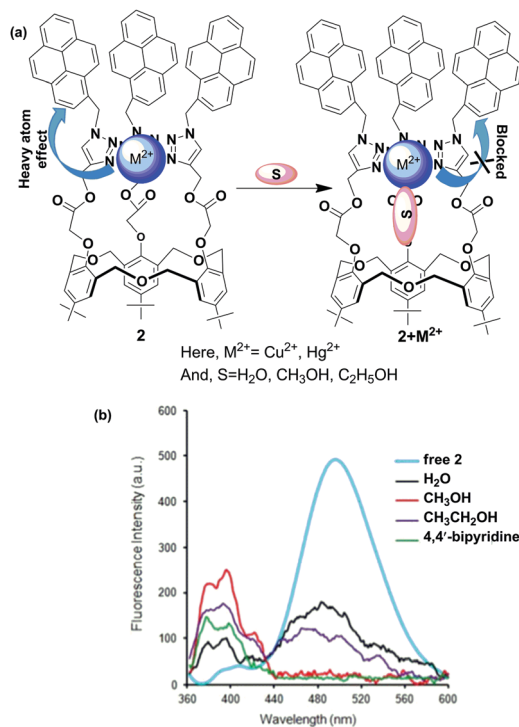 (a)
Heavy atom
effect
N
N N N N N
N N
M2+
O O O
O O O
O O O
O O
O
2
S
N N N
N N N N
M2+
Blocked
O O O
S
O O
O O
O O
O
2+M2+
Here, M2+= Cu2+, Hg2+
And, S=H2O, CH3OH, C2H5OH
(b)
Fluorescence Intensity (a.u.)
600
500
400
300
200
100
0
360 400 440 480 520 560 600
Wavelength (nm)
free 2
H2O
CH3OH
CH3CH2OH
4,4′-bipyridine